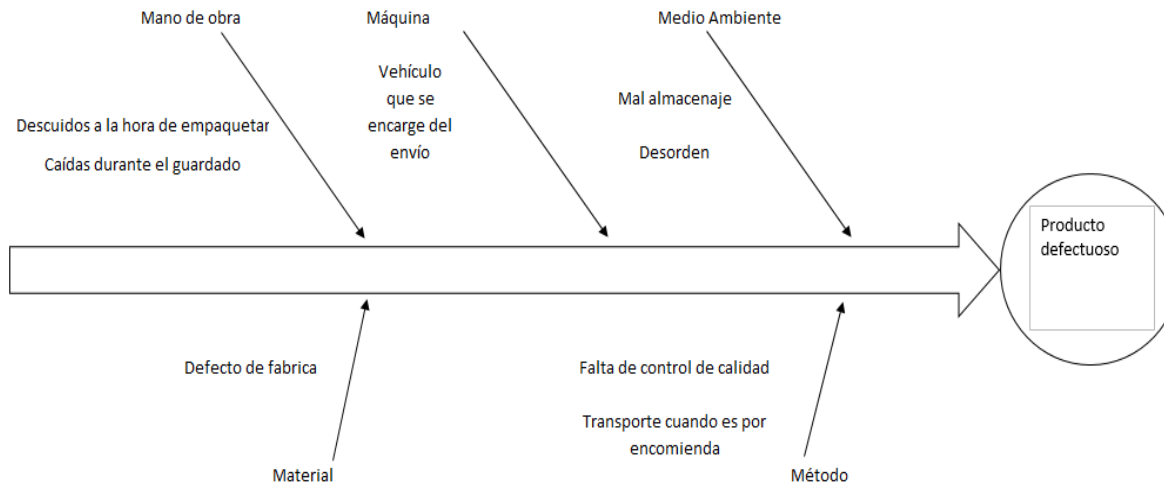 Mano de obra
Máquina
Medio Ambiente
Vehículo
que se
encarge del
envío
Mal almacenaje
Desorden
Descuidos a la hora de empaquetar
Caídas durante el guardado
Producto
defectuoso
Defecto de fabrica
Falta de control de calidad
Transporte cuando es por
encomienda
Material
Método